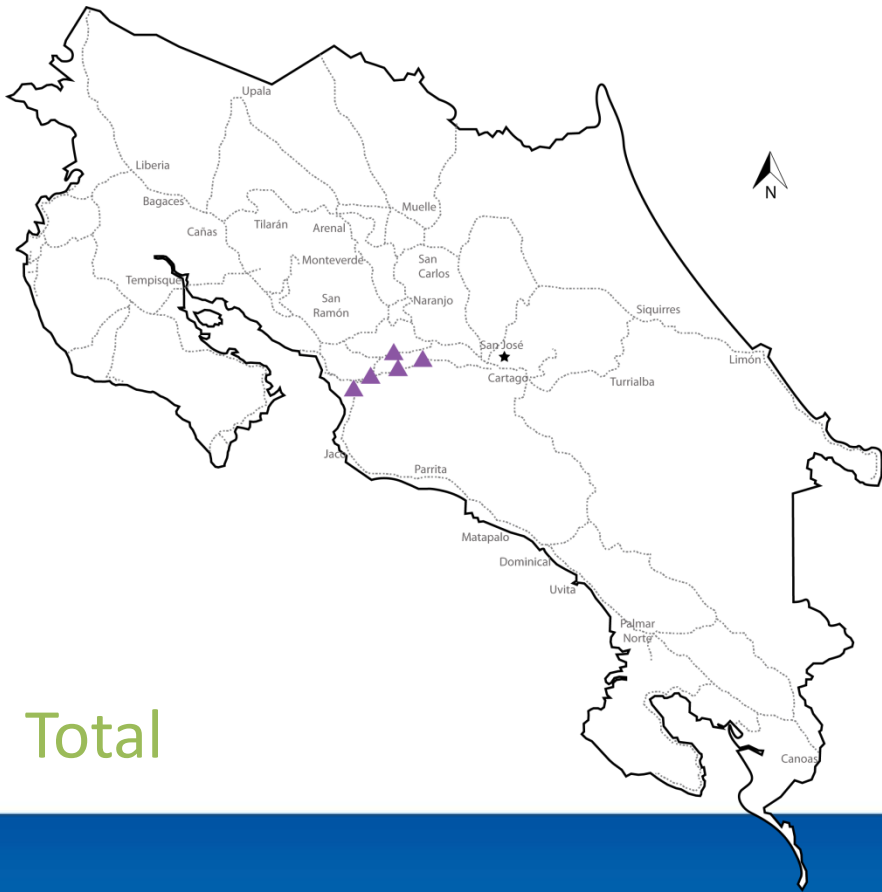 Upala
Liberia
Bagaces
Cañas
Tilarán
Arenal
Muelle
Monteverde
San
Carlos
Tempisque
San
Ramón
Naranjo
N
Siquirres
San José
Limón
Cartago
Turrialba
Jacó
Parrita
Matapalo
Dominical
Uvita
Palmar
Norte
Total
Canoas